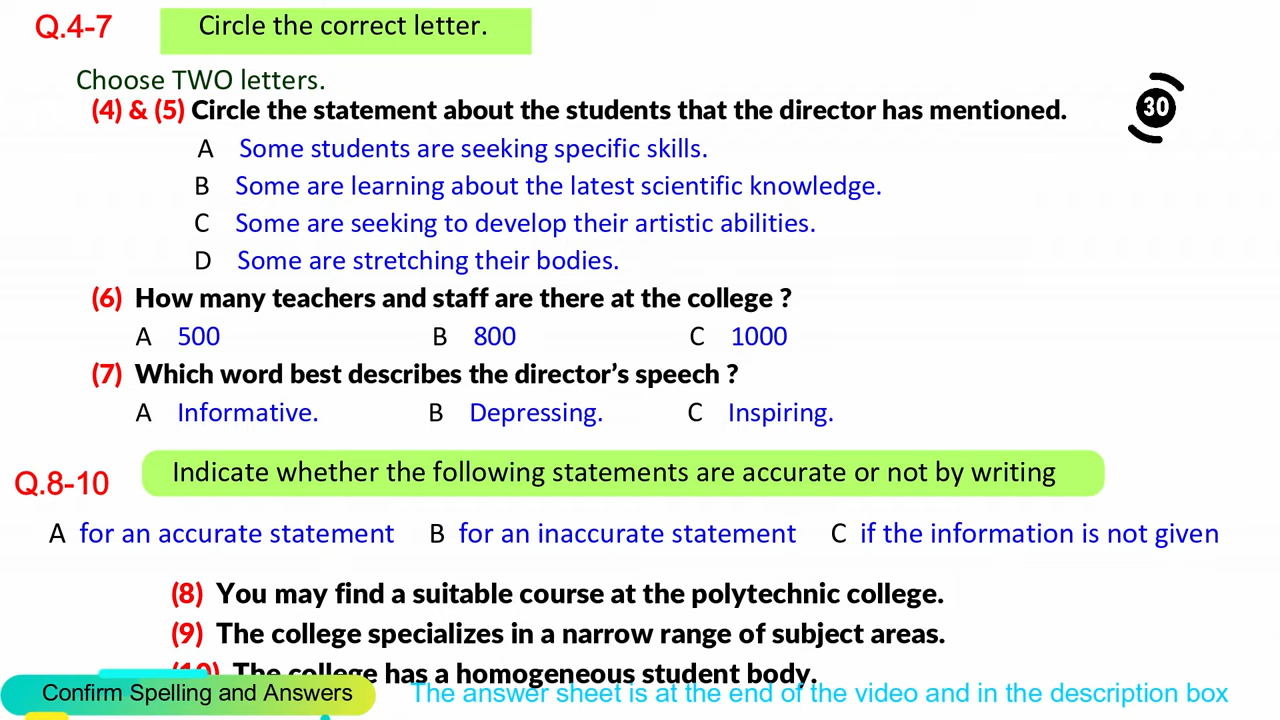 Q.4-7 Circle the correct letter.
Choose TWO letters.
(4) & (5) Circle the statement about the students that the director has mentioned.
30
A Some students are seeking specific skills.
B Some are learning about the latest scientific knowledge.
C Some are seeking to develop their artistic abilities.
D Some are stretching their bodies.
(6) How many teachers and staff are there at the college ?
A 500 B 800 C 1000
(7) Which word best describes the director's speech ?
A Informative. B Depressing. C Inspiring.
Q.8-10 Indicate whether the following statements are accurate or not by writing
A for an accurate statement B for an inaccurate statement C if the information is not given
(8) You may find a suitable course at the polytechnic college.
(9) The college specializes in a narrow range of subject areas.
(10) The college has a homogeneous student body.
Confirm Spelling and Answers The answer sheet is at the end of the video and in the description box